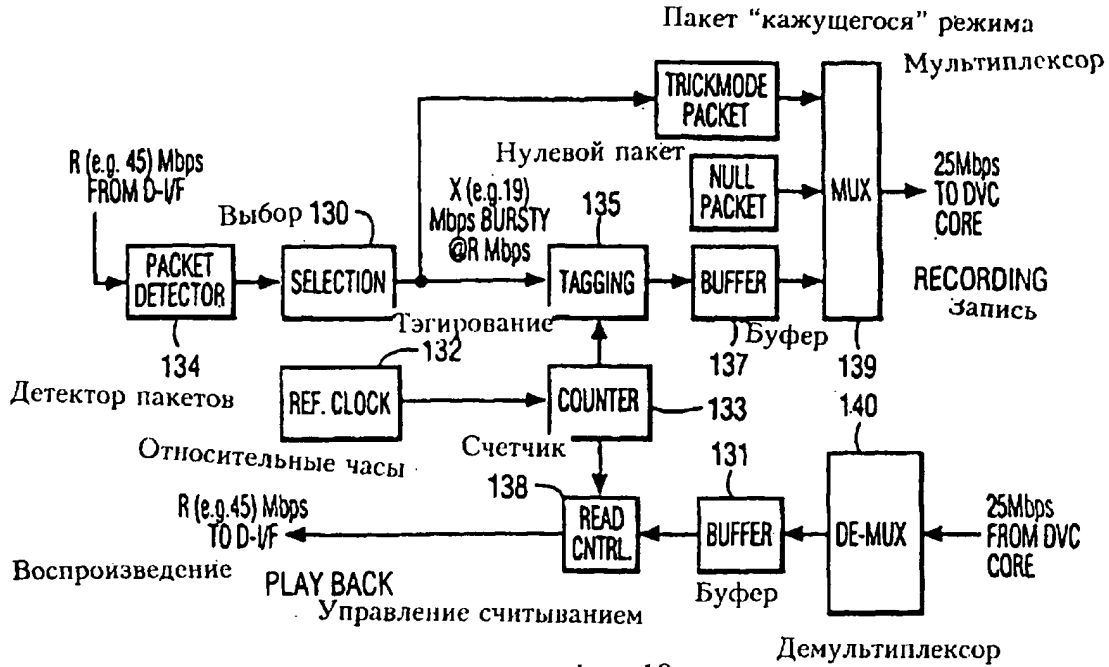 Пакет “кажущегося” режима
Мультиплексор
TRICKMODE
PACKET
R (e.g. 45) Mbps
FROM D-I/F
Нулевой пакет
NULL
PACKET
MUX
25Mbps
TO DVC
CORE
Выбор 130
X (e.g.19)
Mbps BURSTY
@R Mbps
135
PACKET
DETECTOR
SELECTION
TAGGING
BUFFER
RECORDING
Запись
Тэгирование
Буфер
134
132
137
139
Детектор пакетов
REF. CLOCK
COUNTER
133
140
Относительные часы
Счетчик
131
138
R (e.g.45) Mbps
TO D-I/F
READ
CNTRL.
BUFFER
DE-MUX
25Mbps
FROM DVC
CORE
Воспроизведение
PLAY BACK
Управление считыванием
Буфер
Демультиплексор